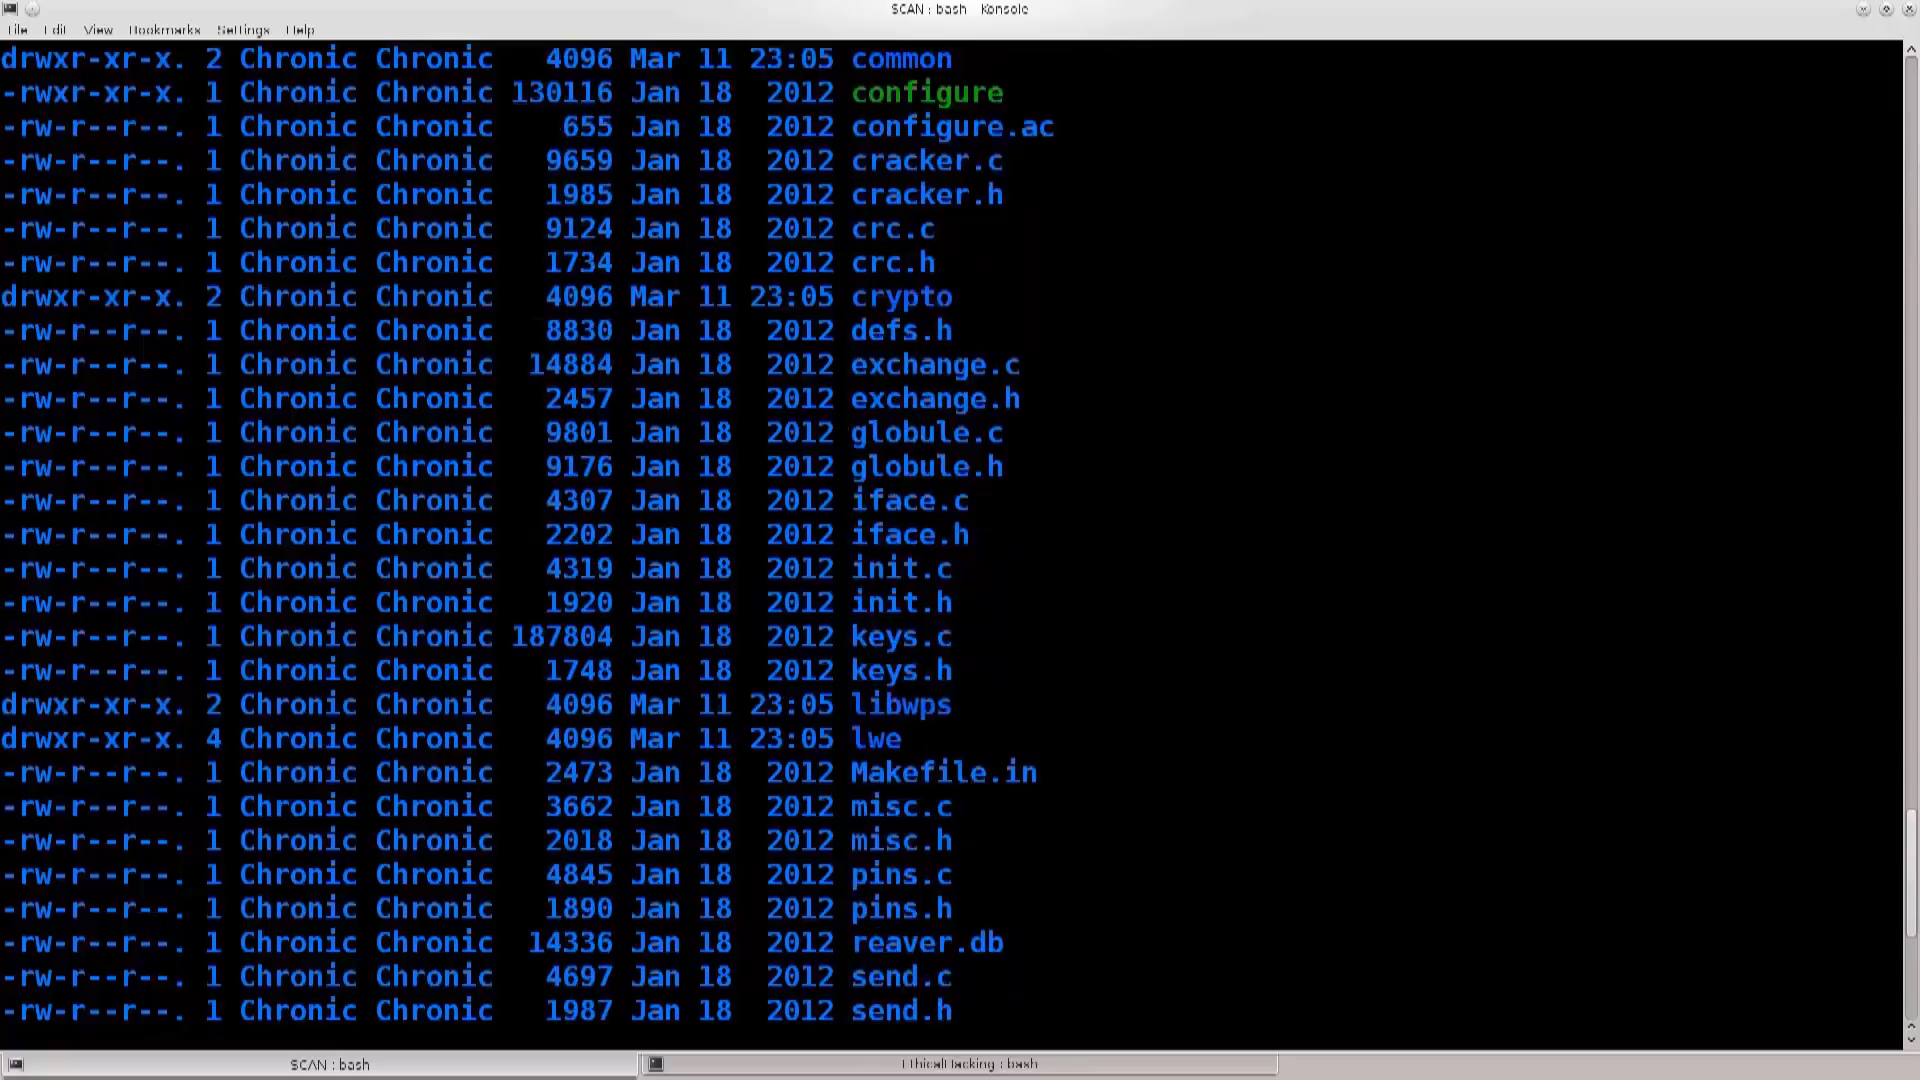 SCAN : bash Konsole
File Edit View Bookmarks Settings Help
drwxr-xr-x. 2 Chronic Chronic 4096 Mar 11 23:05 common
-rwxr-xr-x. 1 Chronic Chronic 130116 Jan 18 2012 configure
-rw-r--r--. 1 Chronic Chronic 655 Jan 18 2012 configure.ac
-rw-r--r--. 1 Chronic Chronic 9659 Jan 18 2012 cracker.c
-rw-r--r--. 1 Chronic Chronic 1985 Jan 18 2012 cracker.h
-rw-r--r--. 1 Chronic Chronic 9124 Jan 18 2012 crc.c
-rw-r--r--. 1 Chronic Chronic 1734 Jan 18 2012 crc.h
drwxr-xr-x. 2 Chronic Chronic 4096 Mar 11 23:05 crypto
-rw-r--r--. 1 Chronic Chronic 8830 Jan 18 2012 defs.h
-rw-r--r--. 1 Chronic Chronic 14884 Jan 18 2012 exchange.c
-rw-r--r--. 1 Chronic Chronic 2457 Jan 18 2012 exchange.h
-rw-r--r--. 1 Chronic Chronic 9801 Jan 18 2012 globule.c
-rw-r--r--. 1 Chronic Chronic 9176 Jan 18 2012 globule.h
-rw-r--r--. 1 Chronic Chronic 4307 Jan 18 2012 iface.c
-rw-r--r--. 1 Chronic Chronic 2202 Jan 18 2012 iface.h
-rw-r--r--. 1 Chronic Chronic 4319 Jan 18 2012 init.c
-rw-r--r--. 1 Chronic Chronic 1920 Jan 18 2012 init.h
-rw-r--r--. 1 Chronic Chronic 187804 Jan 18 2012 keys.c
-rw-r--r--. 1 Chronic Chronic 1748 Jan 18 2012 keys.h
drwxr-xr-x. 2 Chronic Chronic 4096 Mar 11 23:05 libwps
drwxr-xr-x. 4 Chronic Chronic 4096 Mar 11 23:05 lwe
-rw-r--r--. 1 Chronic Chronic 2473 Jan 18 2012 Makefile.in
-rw-r--r--. 1 Chronic Chronic 3662 Jan 18 2012 misc.c
-rw-r--r--. 1 Chronic Chronic 2018 Jan 18 2012 misc.h
-rw-r--r--. 1 Chronic Chronic 4845 Jan 18 2012 pins.c
-rw-r--r--. 1 Chronic Chronic 1890 Jan 18 2012 pins.h
-rw-r--r--. 1 Chronic Chronic 14336 Jan 18 2012 reaver.db
-rw-r--r--. 1 Chronic Chronic 4697 Jan 18 2012 send.c
-rw-r--r--. 1 Chronic Chronic 1987 Jan 18 2012 send.h
SCAN : bash
EthicalHacking : bash